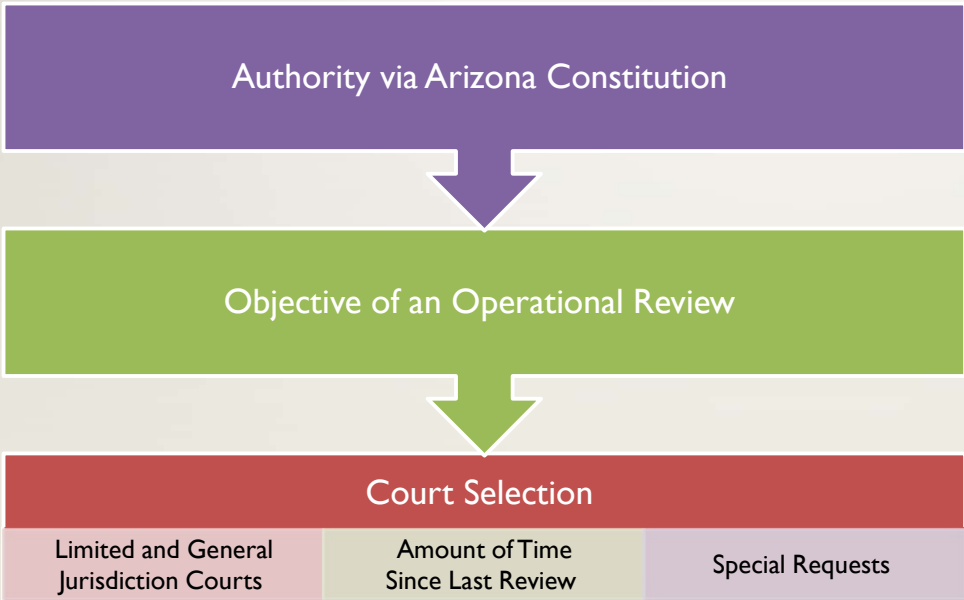 Authority via Arizona Constitution
Objective of an Operational Review
Court Selection
Limited and General
Jurisdiction Courts
Amount of Time
Since Last Review
Special Requests